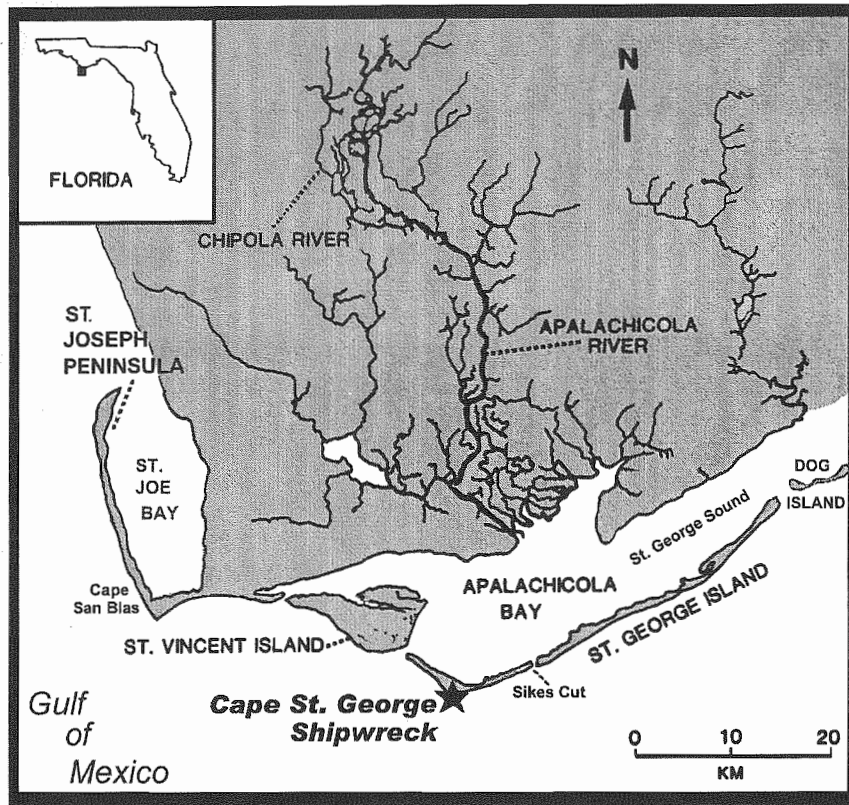 FLORIDA
N
CHIPOLA RIVER
APALACHICOLA
RIVER
ST.
JOSEPH
PENINSULA
ST.
JOE
BAY
DOG
ISLAND
St. George Sound
Cape
San Blas
APALACHICOLA
BAY
ST. GEORGE ISLAND
ST. VINCENT ISLAND
Sikes Cut
Cape St. George
Shipwreck
Gulf
of
Mexico
0 10 20
KM